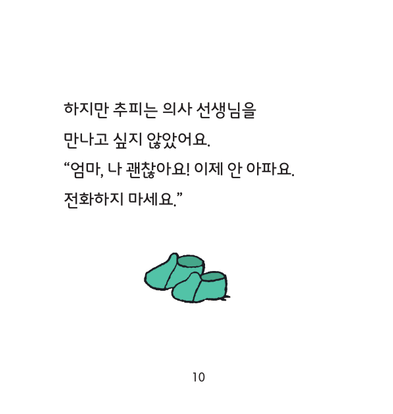 하지만 추피는 의사 선생님을
만나고 싶지 않았어요.
“엄마, 나 괜찮아요! 이제 안 아파요.
전화하지 마세요.”
10